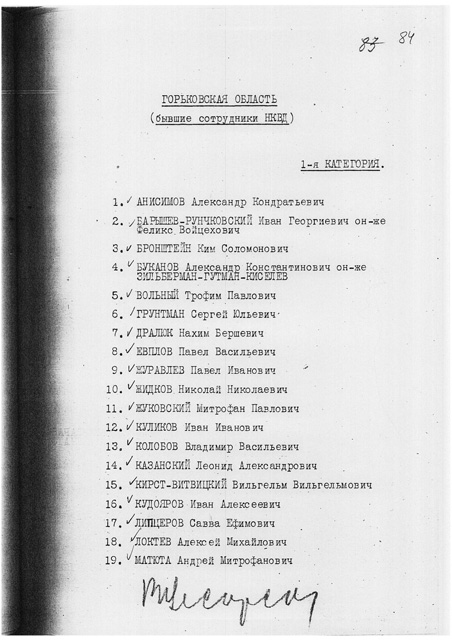 83 84
ГОРЬКОВСКАЯ ОБЛАСТЬ
(бывшие сотрудники НКВД)
1-я КАТЕГОРИЯ.
1. АНИСИМОВ Александр Кондратьевич
2. БАРЫШЕВ-РУНЧКОВСКИЙ Иван Георгиевич он-же
Феликс Войцехович
3. БРОНШТЕЙН Ким Соломонович
4. БУКАНОВ Александр Константинович он-же
ЗИЛЬБЕРМАН-ГУТМАН-КИСЕЛЕВ
5. ВОЛЬНЫЙ Трофим Павлович
6. ГРУНТМАН Сергей Юльевич
7. ДРАЛЮК Нахим Бершевич
8. ЕВПЛОВ Павел Васильевич
9. ЖУРАВЛЕВ Павел Иванович
10. ЖИДКОВ Николай Николаевич
11. ЖУКОВСКИЙ Митрофан Павлович
12. КУЛИКОВ Иван Иванович
13. КОЛОБОВ Владимир Васильевич
14. КАЗАНСКИЙ Леонид Александрович
15. КИРСТ-ВИТВИЦКИЙ Вильгельм Вильгельмович
16. КУДОЯРОВ Иван Алексеевич
17. ЛИПЦЕРОВ Савва Ефимович
18. ЛОКТЕВ Алексей Михайлович
19. МАТЮТА Андрей Митрофанович